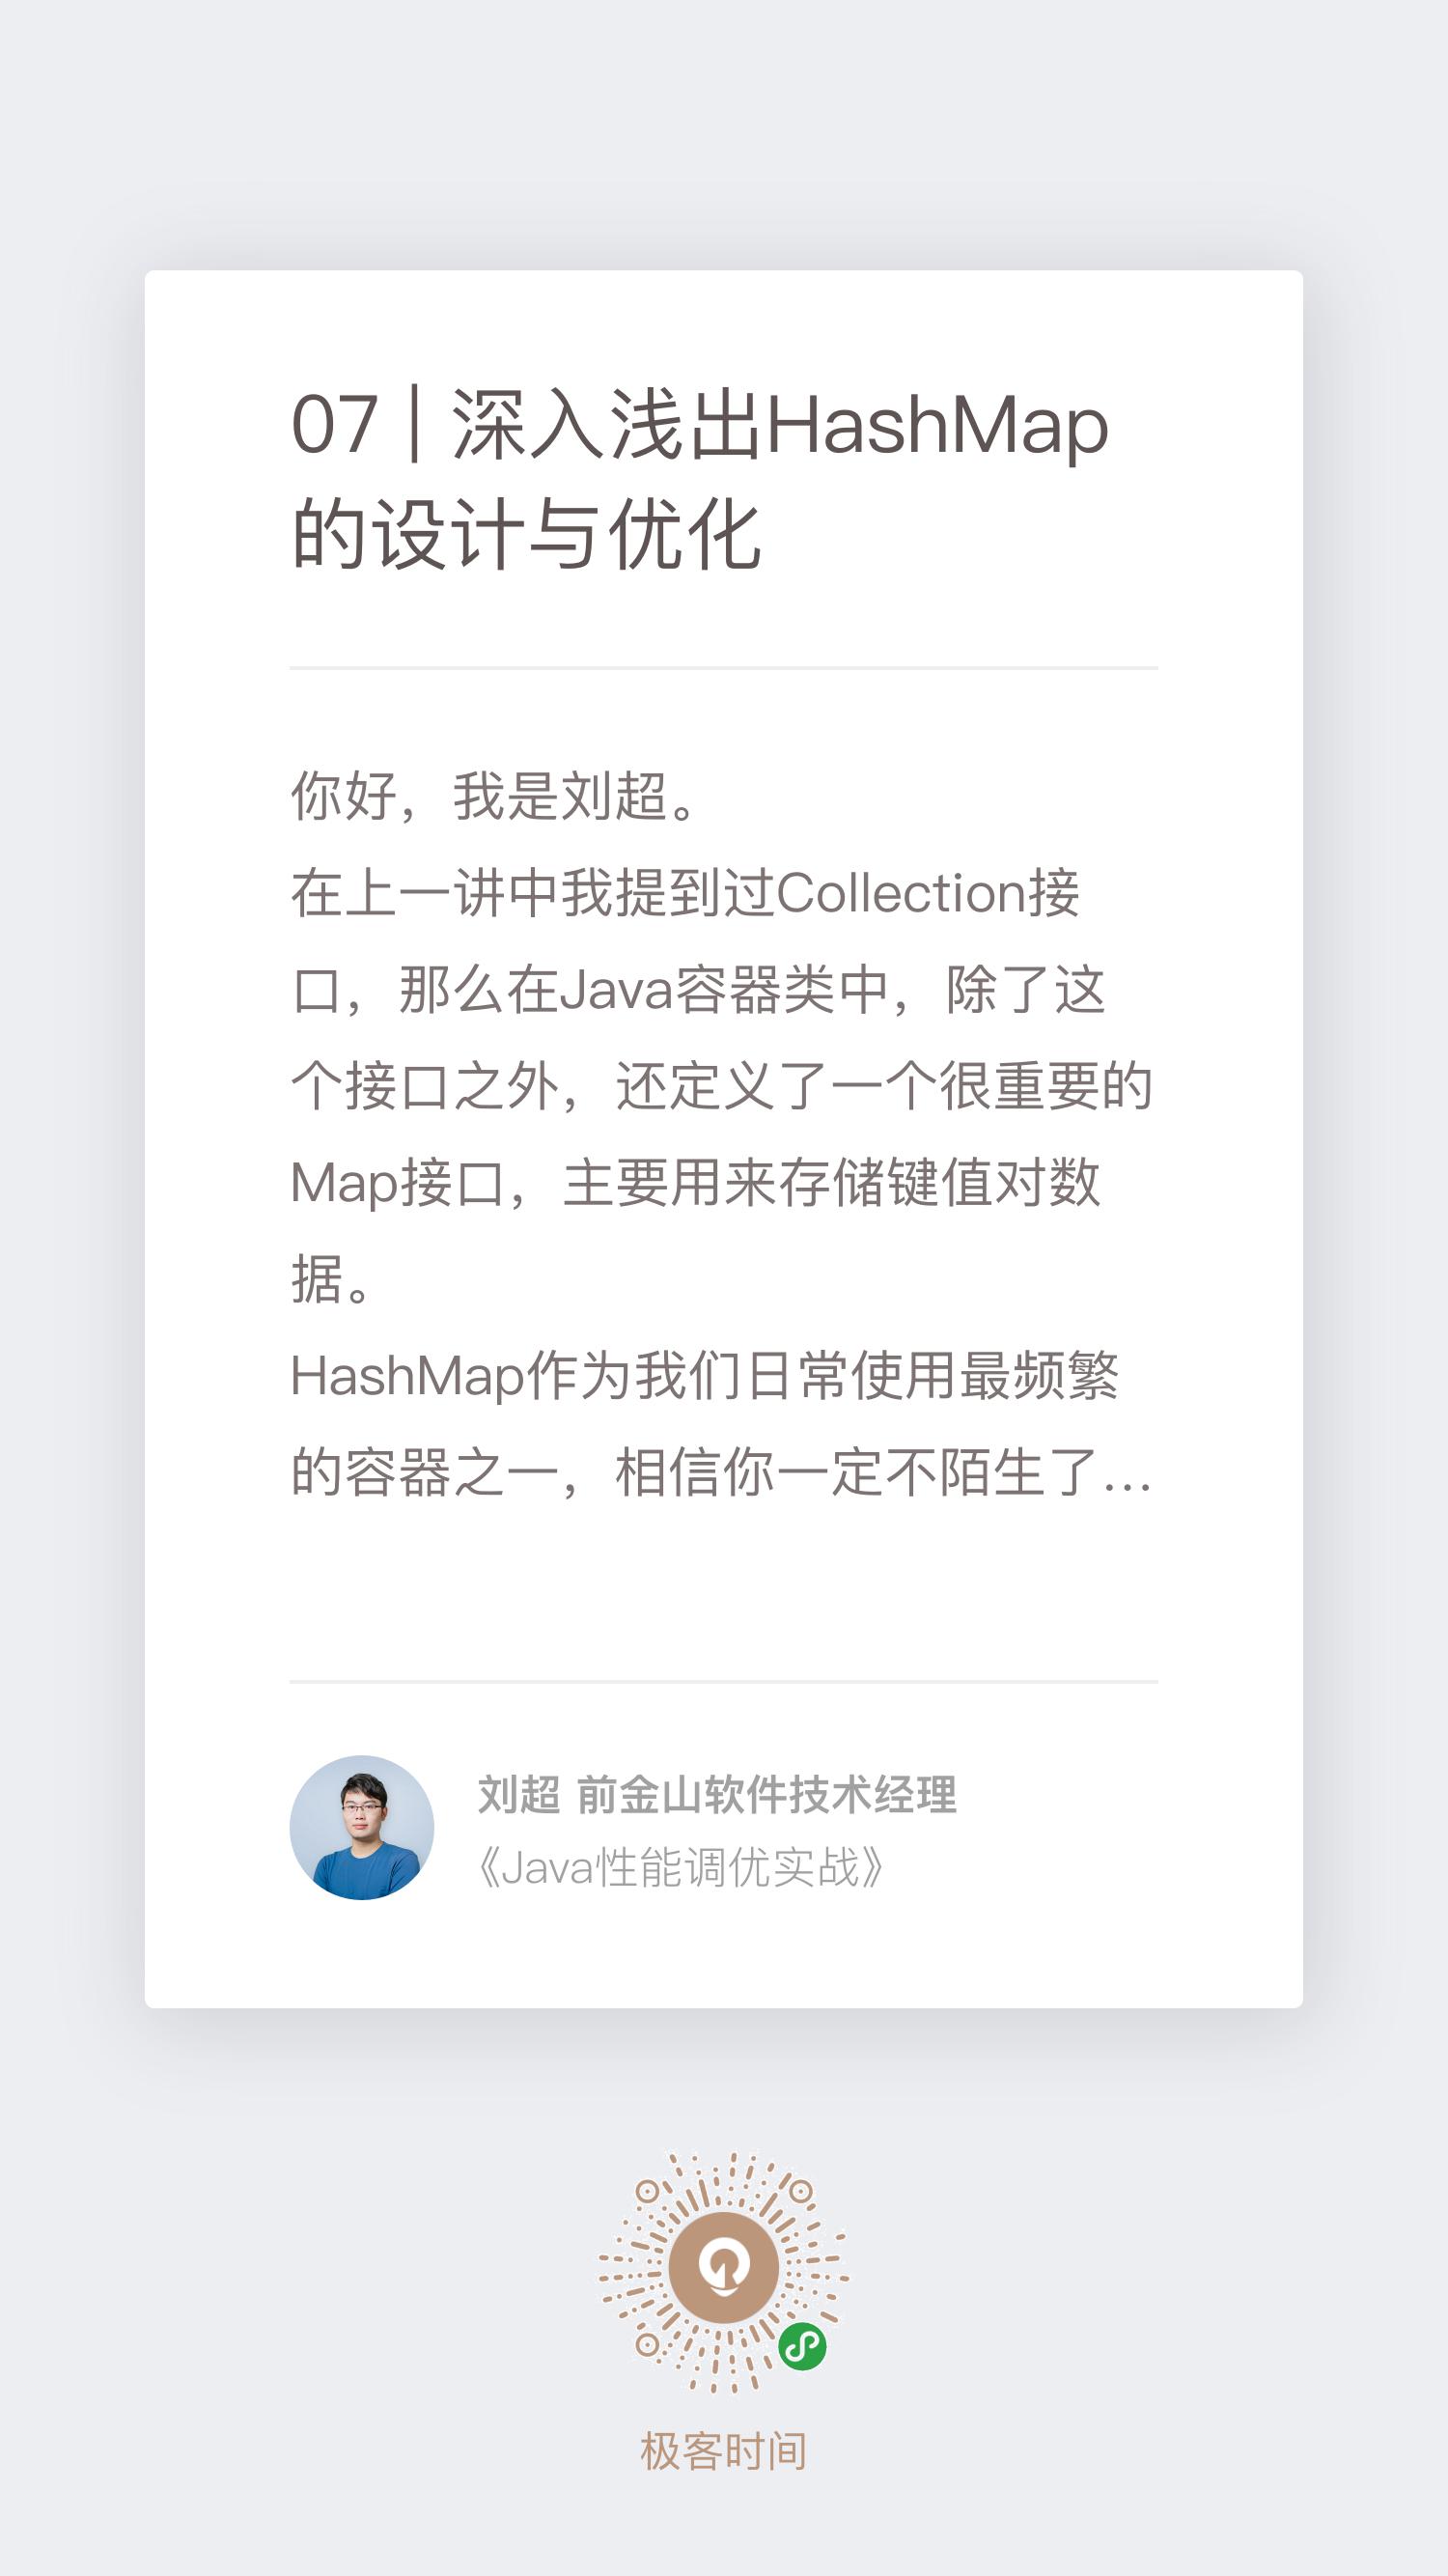 07 | 深入浅出HashMap
的设计与优化
你好，我是刘超。
在上一讲中我提到过Collection接
口，那么在Java容器类中，除了这
个接口之外，还定义了一个很重要的
Map接口，主要用来存储键值对数
据。
HashMap作为我们日常使用最频繁
的容器之一，相信你一定不陌生了...
刘超 前金山软件技术经理
《Java性能调优实战》
极客时间